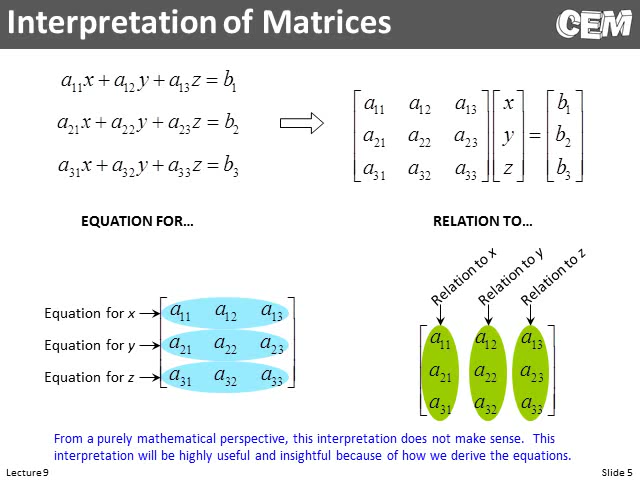 Interpretation of Matrices
CEM
a₁₁x + a₁₂y + a₁₃z = b₁
a₂₁x + a₂₂y + a₂₃z = b₂
a₃₁x + a₃₂y + a₃₃z = b₃
a₁₁ a₁₂ a₁₃ x b₁
a₂₁ a₂₂ a₂₃ y = b₂
a₃₁ a₃₂ a₃₃ z b₃
EQUATION FOR...
RELATION TO...
Equation for x a₁₁ a₁₂ a₁₃
Equation for y a₂₁ a₂₂ a₂₃
Equation for z a₃₁ a₃₂ a₃₃
Relation to x
Relation to y
Relation to z
a₁₁ a₁₂ a₁₃
a₂₁ a₂₂ a₂₃
a₃₁ a₃₂ a₃₃
From a purely mathematical perspective, this interpretation does not make sense. This
interpretation will be highly useful and insightful because of how we derive the equations.
Lecture 9
Slide 5